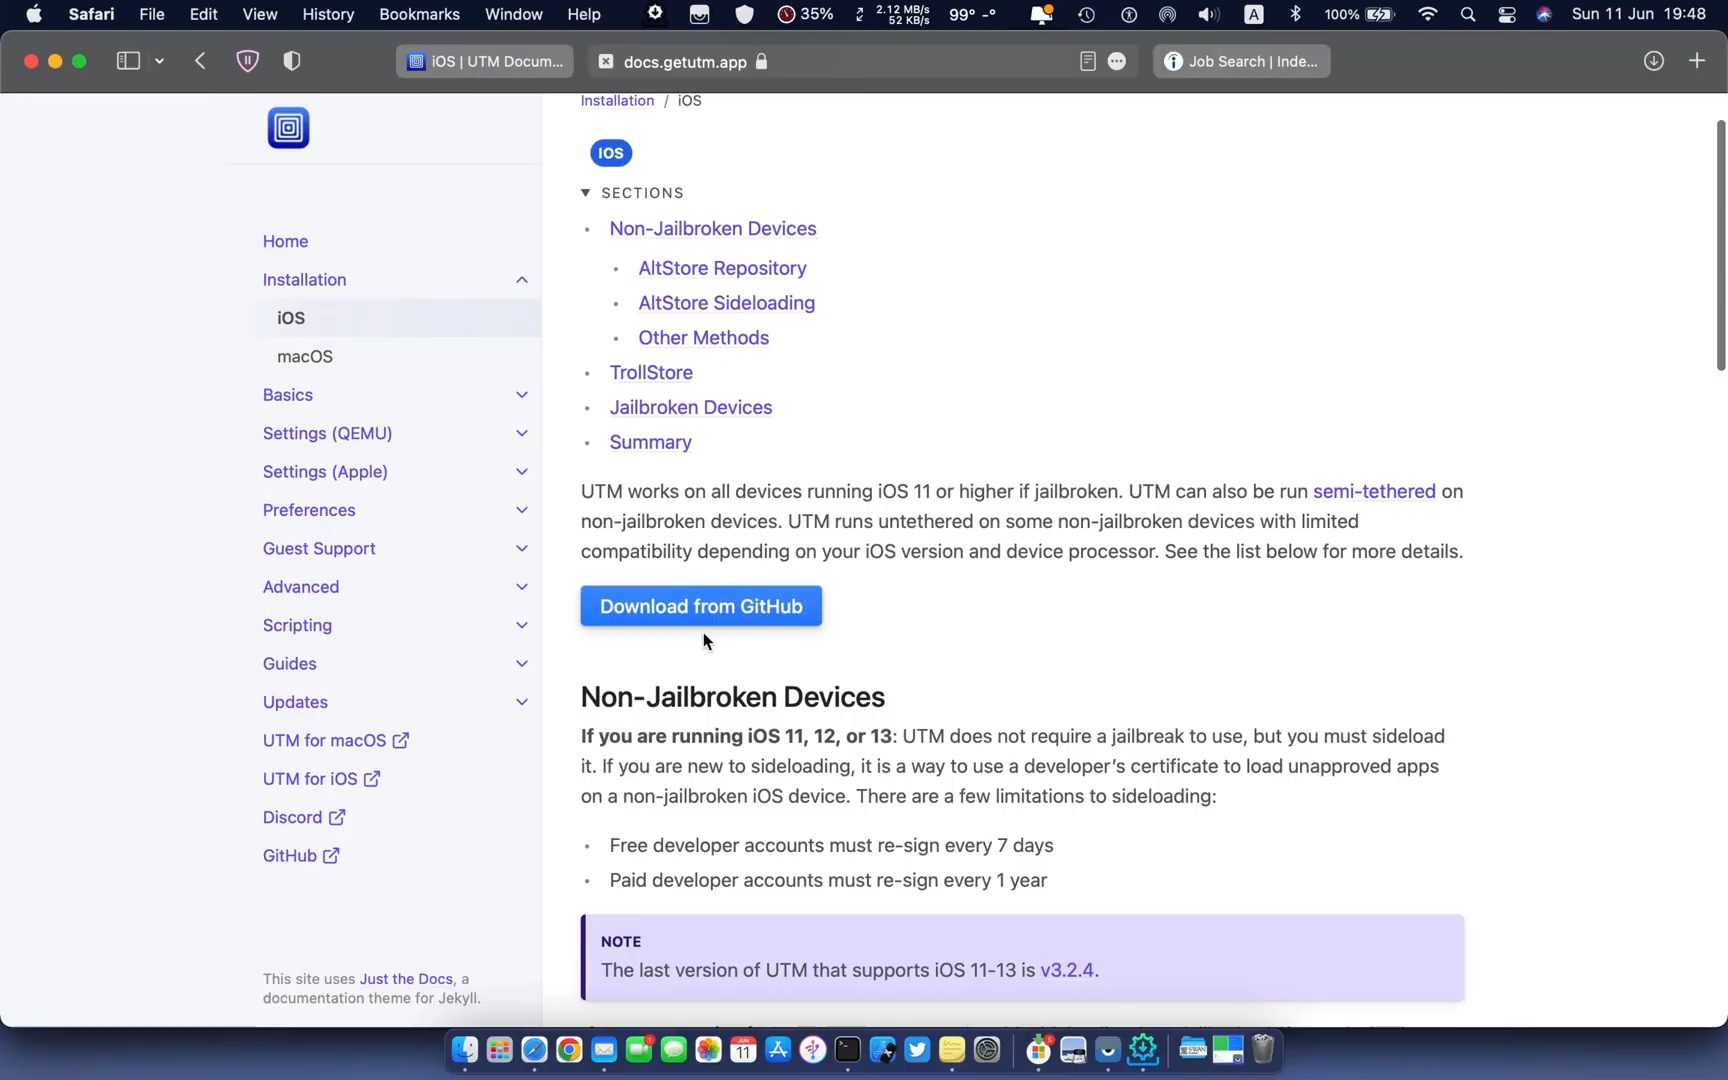 Safari File Edit View History Bookmarks Window Help 35% 2.12 MB/s 99° -° A 100% Sun 11 Jun 19:48
52 KB/s
iOS | UTM Docum... docs.getutm.app Job Search | Inde...
Installation / iOS
IOS
SECTIONS
Non-Jailbroken Devices
AltStore Repository
AltStore Sideloading
Other Methods
TrollStore
Jailbroken Devices
Summary
Home
Installation
iOS
macOS
Basics
Settings (QEMU)
Settings (Apple)
Preferences
Guest Support
Advanced
Scripting
Guides
Updates
UTM for macOS
UTM for iOS
Discord
GitHub
This site uses Just the Docs, a
documentation theme for Jekyll.
UTM works on all devices running iOS 11 or higher if jailbroken. UTM can also be run semi-tethered on
non-jailbroken devices. UTM runs untethered on some non-jailbroken devices with limited
compatibility depending on your iOS version and device processor. See the list below for more details.
Download from GitHub
Non-Jailbroken Devices
If you are running iOS 11, 12, or 13: UTM does not require a jailbreak to use, but you must sideload
it. If you are new to sideloading, it is a way to use a developer's certificate to load unapproved apps
on a non-jailbroken iOS device. There are a few limitations to sideloading:
Free developer accounts must re-sign every 7 days
Paid developer accounts must re-sign every 1 year
NOTE
The last version of UTM that supports iOS 11-13 is v3.2.4.
JUN
11